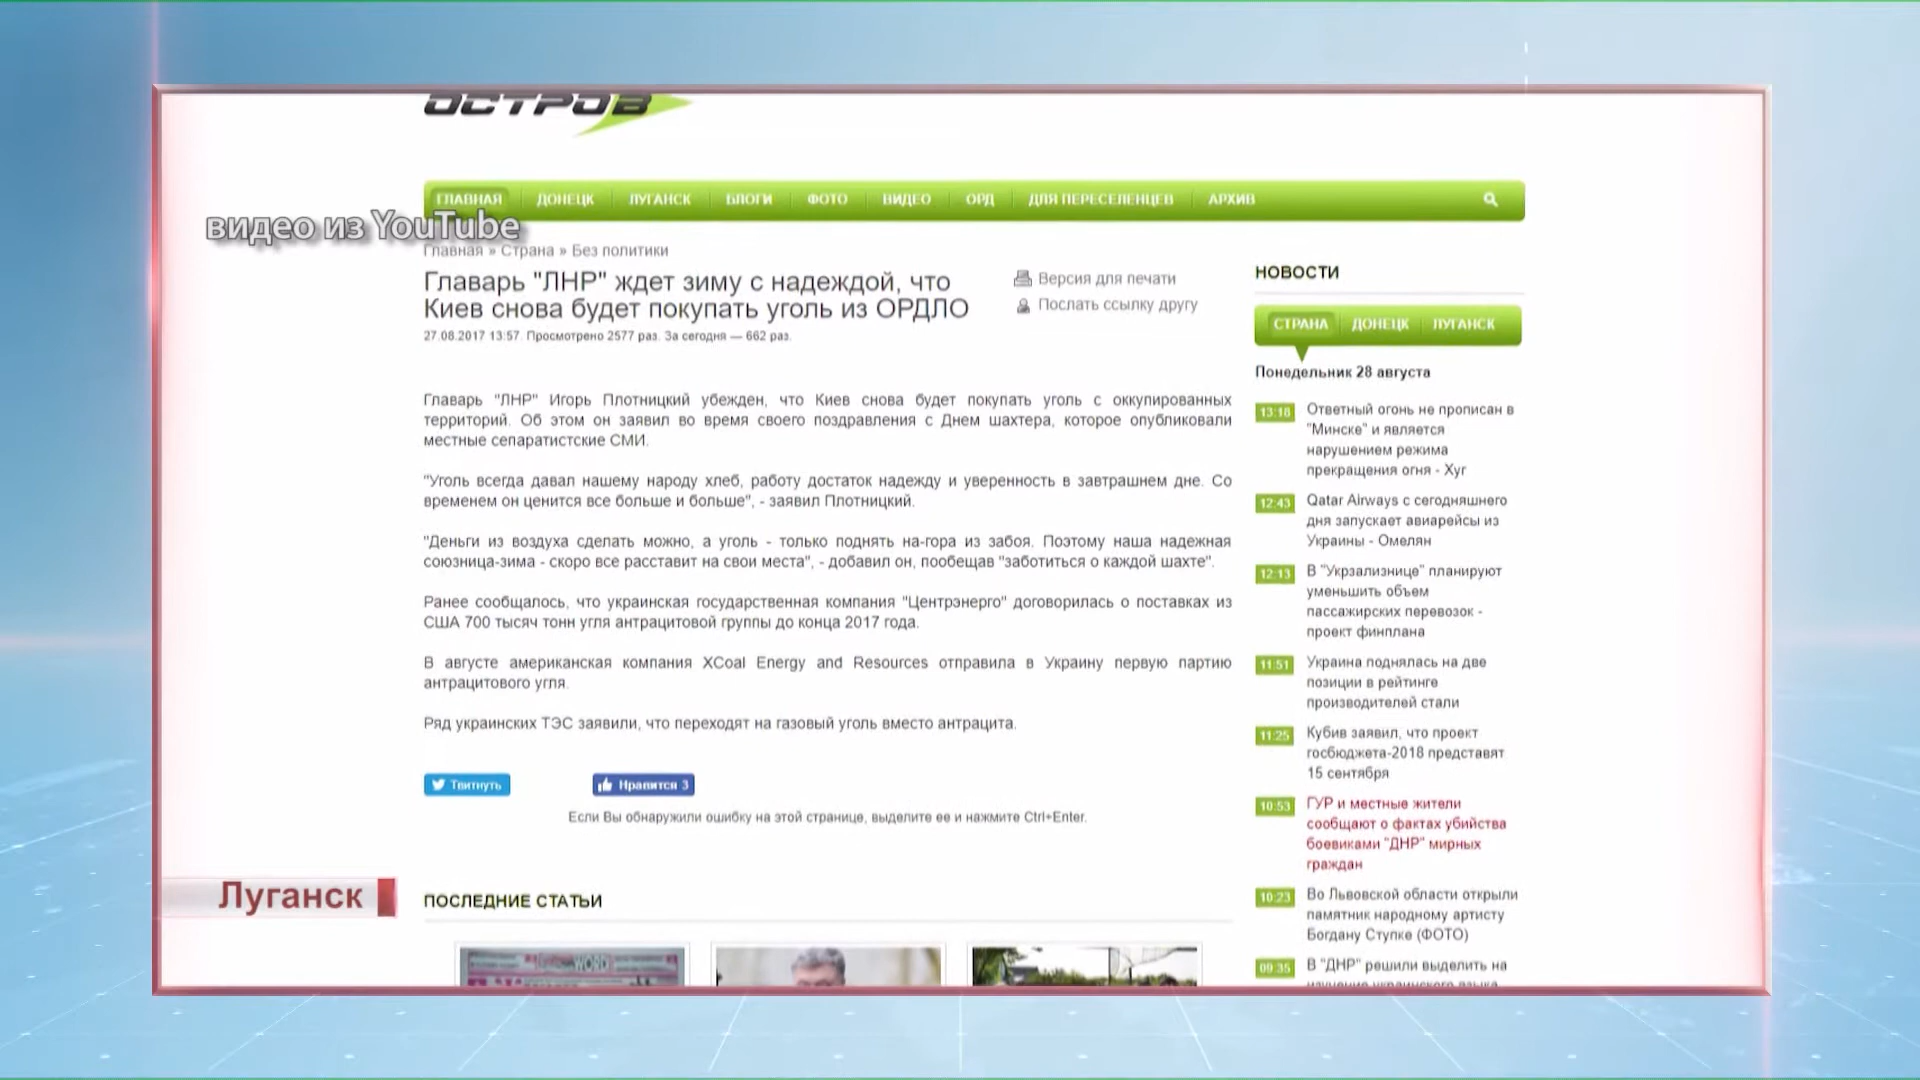 ОСТРОВ
ГЛАВНАЯ ДОНЕЦК ЛУГАНСК БЛОГИ ФОТО ВИДЕО ОРД ДЛЯ ПЕРЕСЕЛЕНЦЕВ АРХИВ
видео из YouTube
Главная » Страна » Без политики
Главарь "ЛНР" ждет зиму с надеждой, что
Киев снова будет покупать уголь из ОРДЛО
27.08.2017 13:57. Просмотрено 2577 раз. За сегодня — 662 раз.
Версия для печати
Послать ссылку другу
Главарь "ЛНР" Игорь Плотницкий убежден, что Киев снова будет покупать уголь с оккупированных
территорий. Об этом он заявил во время своего поздравления с Днем шахтера, которое опубликовали
местные сепаратистские СМИ.
"Уголь всегда давал нашему народу хлеб, работу достаток надежду и уверенность в завтрашнем дне. Со
временем он ценится все больше и больше", - заявил Плотницкий.
"Деньги из воздуха сделать можно, а уголь - только поднять на-гора из забоя. Поэтому наша надежная
союзница-зима - скоро все расставит на свои места", - добавил он, пообещав "заботиться о каждой шахте".
Ранее сообщалось, что украинская государственная компания "Центрэнерго" договорилась о поставках из
США 700 тысяч тонн угля антрацитовой группы до конца 2017 года.
В августе американская компания XCoal Energy and Resources отправила в Украину первую партию
антрацитового угля.
Ряд украинских ТЭС заявили, что переходят на газовый уголь вместо антрацита.
Твитнуть
Нравится 3
Если Вы обнаружили ошибку на этой странице, выделите ее и нажмите Ctrl+Enter.
Луганск
ПОСЛЕДНИЕ СТАТЬИ
WORD
НОВОСТИ
СТРАНА ДОНЕЦК ЛУГАНСК
Понедельник 28 августа
13:18 Ответный огонь не прописан в
"Минске" и является
нарушением режима
прекращения огня - Хуг
12:43 Qatar Airways с сегодняшнего
дня запускает авиарейсы из
Украины - Омелян
12:13 В "Укрзализнице" планируют
уменьшить объем
пассажирских перевозок -
проект финплана
11:51 Украина поднялась на две
позиции в рейтинге
производителей стали
11:25 Кубив заявил, что проект
госбюджета-2018 представят
15 сентября
10:53 ГУР и местные жители
сообщают о фактах убийства
боевиками "ДНР" мирных
граждан
10:23 Во Львовской области открыли
памятник народному артисту
Богдану Ступке (ФОТО)
09:35 В "ДНР" решили выделить на
изучение украинского языка